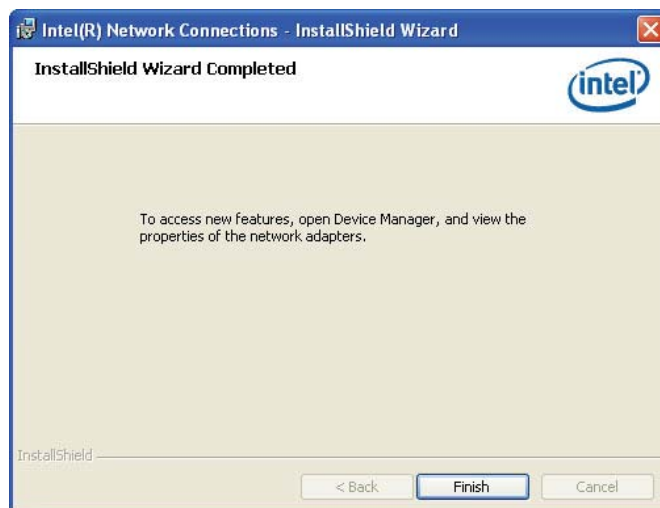 Intel(R) Network Connections - InstallShield Wizard
InstallShield Wizard Completed
intel
To access new features, open Device Manager, and view the
properties of the network adapters.
InstallShield
< Back
Finish
Cancel